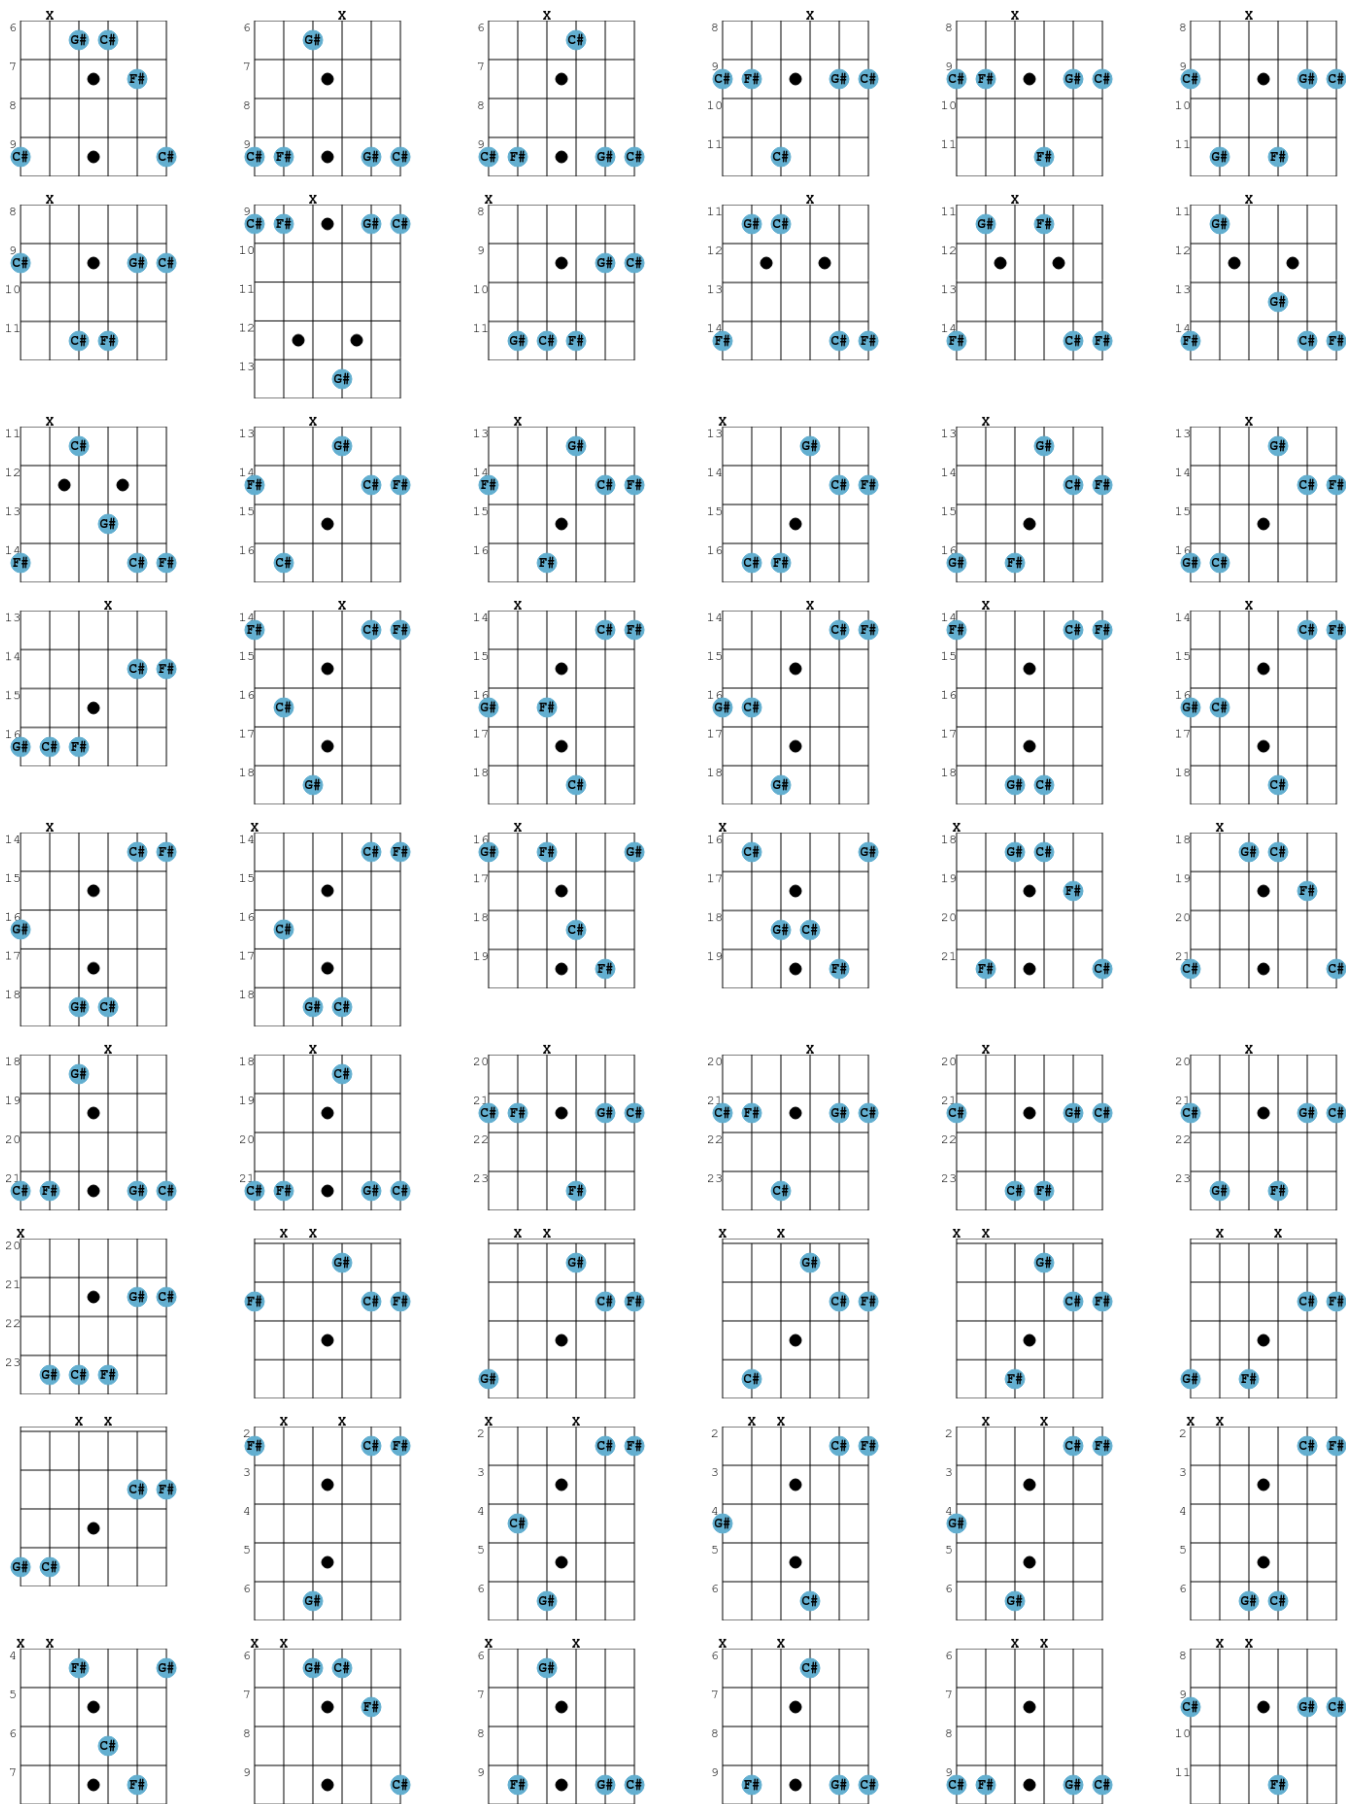 X X X X X X
6 G# C# 6 G# 6 C# 8 8 8
7 F# 7 7 9 C# F# G# C# 9 C# F# G# C# 9 C# G# C#
8 8 8 10 10 10
9 C# C# 9 C# F# G# C# 9 C# F# G# C# 11 C# 11 F# 11 G# F#
X X X X X X
8 9 C# F# G# C# 8 11 G# C# 11 G# F# 11 G#
9 C# G# C# 10 9 G# C# 12 12 12
10 11 10 13 13 13 G#
11 C# F# 12 11 G# C# F# 14 F# C# F# 14 F# C# F# 14 F# C# F#
13 G#
X X X X X X
11 C# 13 G# 13 G# 13 G# 13 G# 13 G#
12 14 F# C# F# 14 F# C# F# 14 C# F# 14 C# F# 14 C# F#
13 G# 15 15 15 15 15
14 F# C# F# 16 C# 16 F# 16 C# F# 16 G# F# 16 G# C#
X X X X X X
13 14 F# C# F# 14 C# F# 14 C# F# 14 F# C# F# 14 C# F#
14 C# F# 15 15 15 15 15
15 16 C# 16 G# F# 16 G# C# 16 16 G# C#
16 G# C# F# 17 17 17 17 17
18 G# 18 C# 18 G# 18 G# C# 18 C#
X X X X X X
14 C# F# 14 C# F# 16 G# F# G# 16 C# G# 18 G# C# 18 G# C#
15 15 17 17 19 F# 19 F#
16 G# 16 C# 18 C# 18 G# C# 20 20
17 17 19 F# 19 F# 21 F# C# 21 C# C#
18 G# C# 18 G# C#
X X X X X X
18 G# 18 C# 20 20 20 20
19 19 21 C# F# G# C# 21 C# F# G# C# 21 C# G# C# 21 C# G# C#
20 20 22 22 22 22
21 C# F# G# C# 21 C# F# G# C# 23 F# 23 C# 23 C# F# 23 G# F#
X X X X X X X X X X X
20 G# G# G# G#
21 G# C# F# C# F# C# F# C# F# C# F# C# F#
22
23 G# C# F# G# C# F# G# F#
X X X X X X X X X X X X
2 F# C# F# 2 C# F# 2 C# F# 2 C# F# 2 C# F#
C# F# 3 3 3 3 3
4 4 C# 4 G# 4 G# 4
G# C# 5 5 5 5 5
6 G# 6 G# 6 C# 6 G# 6 G# C#
X X X X X X X X X X X X
4 F# G# 6 G# C# 6 G# 6 C# 6 8
5 7 F# 7 7 7 9 C# G# C#
6 C# 8 8 8 8 10
7 F# 9 C# 9 F# G# C# 9 F# G# C# 9 C# F# G# C# 11 F#